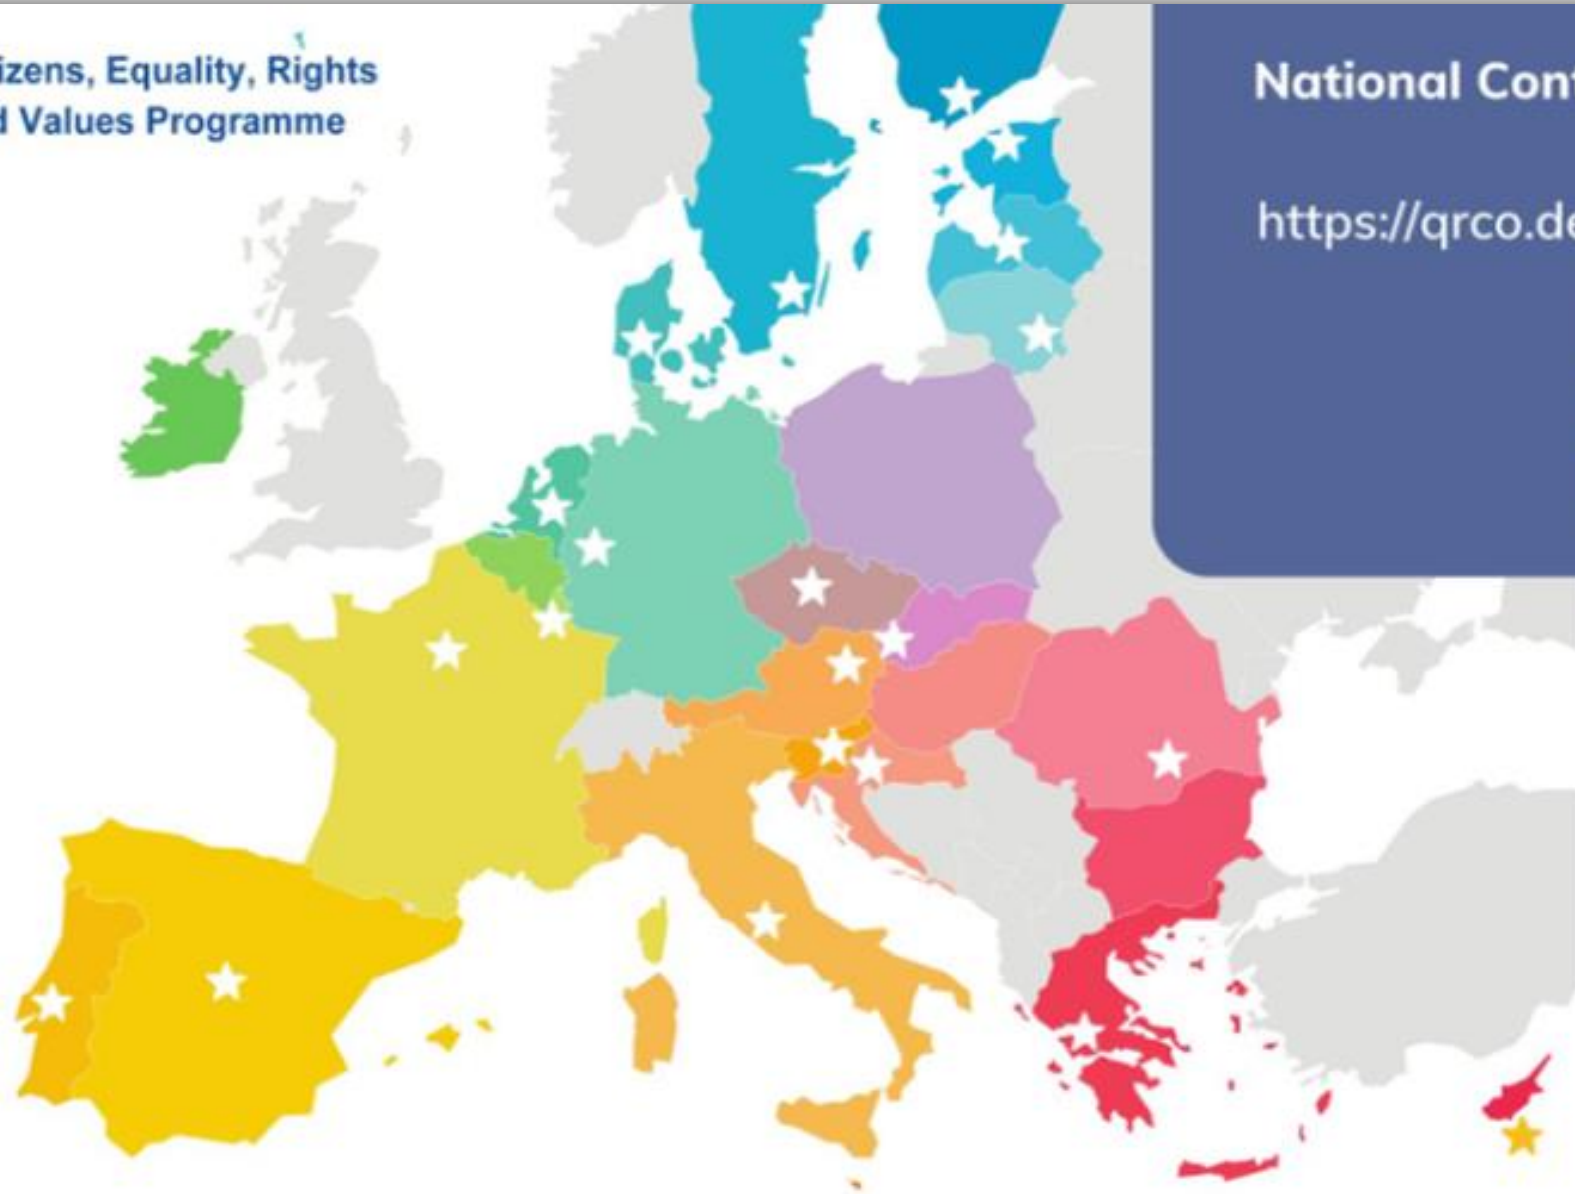 izens, Equality, Rights
d Values Programme
National Con
https://qrco.de